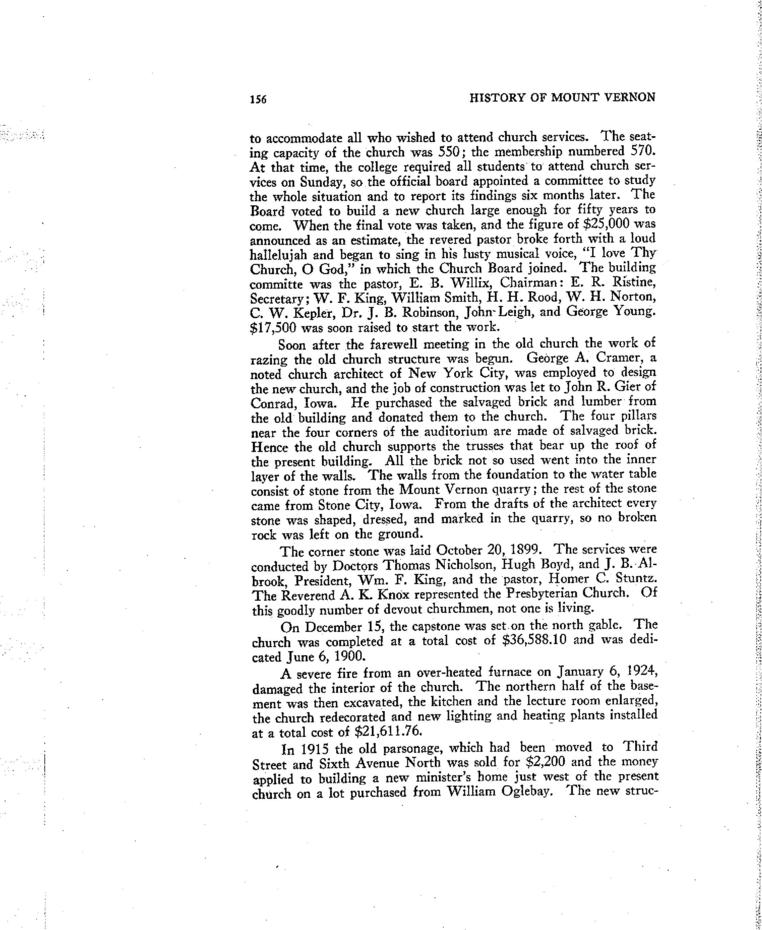 156 HISTORY OF MOUNT VERNON
to accommodate all who wished to attend church services. The seat-
ing capacity of the church was 550; the membership numbered 570.
At that time, the college required all students to attend church ser-
vices on Sunday, so the official board appointed a committee to study
the whole situation and to report its findings six months later. The
Board voted to build a new church large enough for fifty years to
come. When the final vote was taken, and the figure of $25,000 was
announced as an estimate, the revered pastor broke forth with a loud
hallelujah and began to sing in his lusty musical voice, "I love Thy
Church, O God," in which the Church Board joined. The building
committe was the pastor, E. B. Willix, Chairman: E. R. Ristine,
Secretary; W. F. King, William Smith, H. H. Rood, W. H. Norton,
C. W. Kepler, Dr. J. B. Robinson, John Leigh, and George Young.
$17,500 was soon raised to start the work.
Soon after the farewell meeting in the old church the work of
razing the old church structure was begun. George A. Cramer, a
noted church architect of New York City, was employed to design
the new church, and the job of construction was let to John R. Gier of
Conrad, Iowa. He purchased the salvaged brick and lumber from
the old building and donated them to the church. The four pillars
near the four corners of the auditorium are made of salvaged brick.
Hence the old church supports the trusses that bear up the roof of
the present building. All the brick not so used went into the inner
layer of the walls. The walls from the foundation to the water table
consist of stone from the Mount Vernon quarry; the rest of the stone
came from Stone City, Iowa. From the drafts of the architect every
stone was shaped, dressed, and marked in the quarry, so no broken
rock was left on the ground.
The corner stone was laid October 20, 1899. The services were
conducted by Doctors Thomas Nicholson, Hugh Boyd, and J. B. Al-
brook, President, Wm. F. King, and the pastor, Homer C. Stuntz.
The Reverend A. K. Knox represented the Presbyterian Church. Of
this goodly number of devout churchmen, not one is living.
On December 15, the capstone was set on the north gable. The
church was completed at a total cost of $36,588.10 and was dedi-
cated June 6, 1900.
A severe fire from an over-heated furnace on January 6, 1924,
damaged the interior of the church. The northern half of the base-
ment was then excavated, the kitchen and the lecture room enlarged,
the church redecorated and new lighting and heating plants installed
at a total cost of $21,611.76.
In 1915 the old parsonage, which had been moved to Third
Street and Sixth Avenue North was sold for $2,200 and the money
applied to building a new minister's home just west of the present
church on a lot purchased from William Oglebay. The new struc-